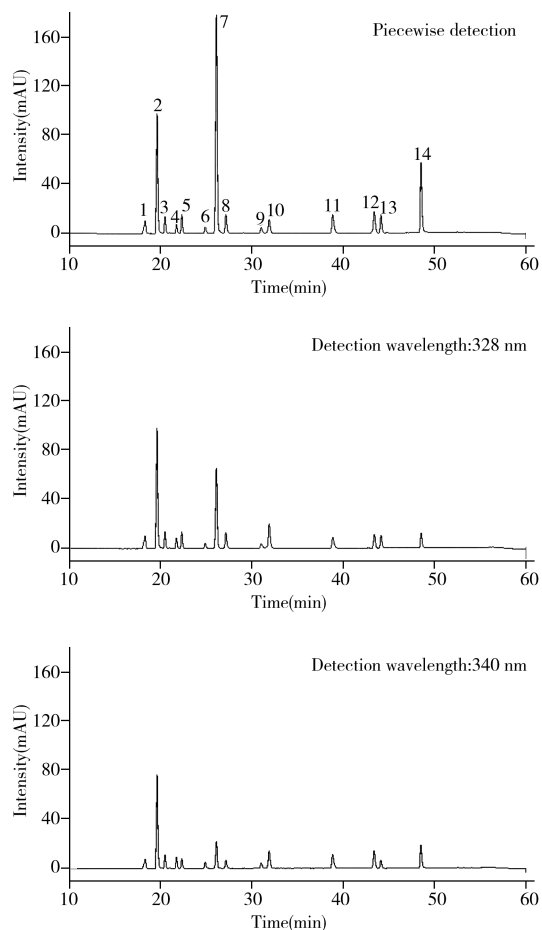 Piecewise detection
Intensity(mAU)
160
120
80
40
0
1 2 3 4 5 6 7 8 9 10 11 12 13 14
10 20 30 40 50 60
Time(min)
Detection wavelength:328 nm
Intensity(mAU)
160
120
80
40
0
10 20 30 40 50 60
Time(min)
Detection wavelength:340 nm
Intensity(mAU)
160
120
80
40
0
10 20 30 40 50 60
Time(min)